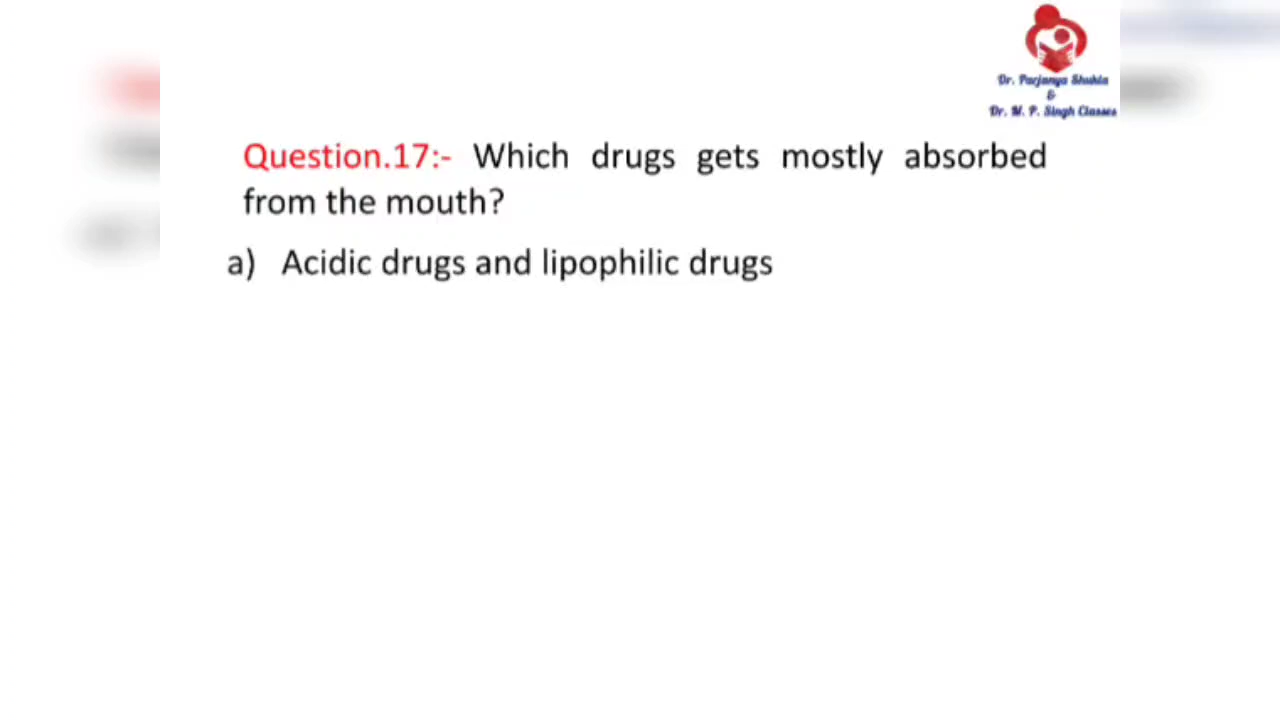 Dr. Parjanya Shukla
&
Dr. M. P. Singh Classes
Question.17:- Which drugs gets mostly absorbed
from the mouth?
a) Acidic drugs and lipophilic drugs